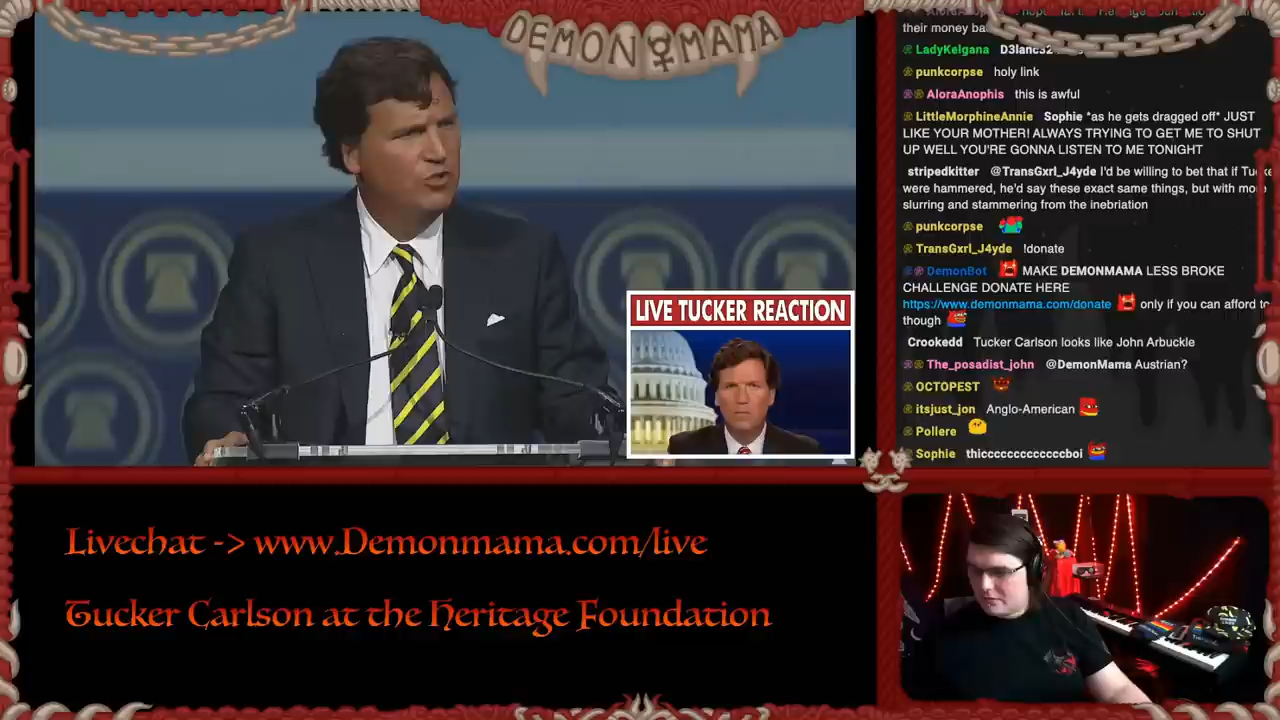 DEMON MAMA
their money ba
LadyKelgana D3lanc32
punkcorpse holy link
AloraAnophis this is awful
LittleMorphineAnnie Sophie *as he gets dragged off* JUST
LIKE YOUR MOTHER! ALWAYS TRYING TO GET ME TO SHUT
UP WELL YOU'RE GONNA LISTEN TO ME TONIGHT
stripedkitter @TransGxrl_J4yde I'd be willing to bet that if Tucke
were hammered, he'd say these exact same things, but with more
slurring and stammering from the inebriation
punkcorpse
TransGxrl_J4yde !donate
DemonBot MAKE DEMONMAMA LESS BROKE
CHALLENGE DONATE HERE
https://www.demonmama.com/donate only if you can afford to
though
Crookedd Tucker Carlson looks like John Arbuckle
The_posadist_john @DemonMama Austrian?
OCTOPEST
itsjust_jon Anglo-American
Pollere
Sophie thicccccccccccccboi
LIVE TUCKER REACTION
Livechat -> www.Demonmama.com/live
Tucker Carlson at the Heritage Foundation